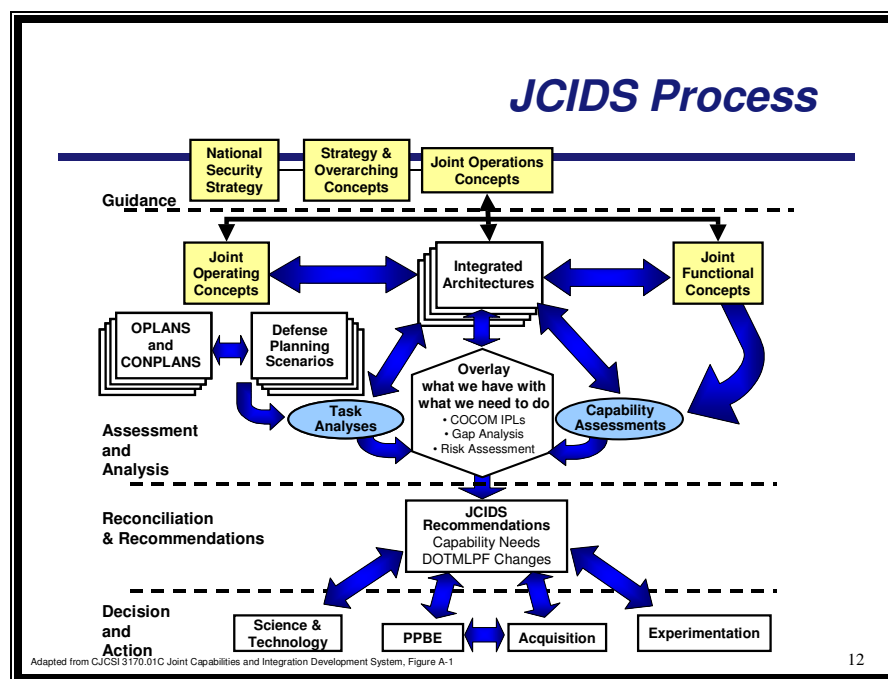 JCIDS Process
National
Security
Strategy
Strategy &
Overarching
Concepts
Joint Operations
Concepts
Guidance
Joint
Operating
Concepts
Integrated
Architectures
Joint
Functional
Concepts
OPLANS
and
CONPLANS
Defense
Planning
Scenarios
Overlay
what we have with
what we need to do
• COCOM IPLs
• Gap Analysis
• Risk Assessment
Task
Analyses
Capability
Assessments
Assessment
and
Analysis
Reconciliation
& Recommendations
JCIDS
Recommendations
Capability Needs
DOTMLPF Changes
Decision
and
Action
Science &
Technology
PPBE
Acquisition
Experimentation
Adapted from CJCSI 3170.01C Joint Capabilities and Integration Development System, Figure A-1
12